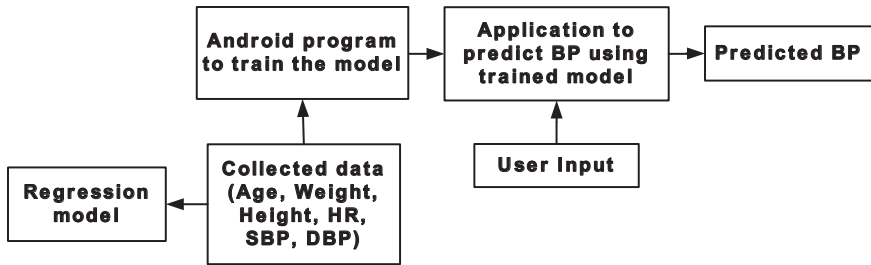 Android program
to train the model
Application to
predict BP using
trained model
Predicted BP
Regression
model
Collected data
(Age, Weight,
Height, HR,
SBP, DBP)
User Input